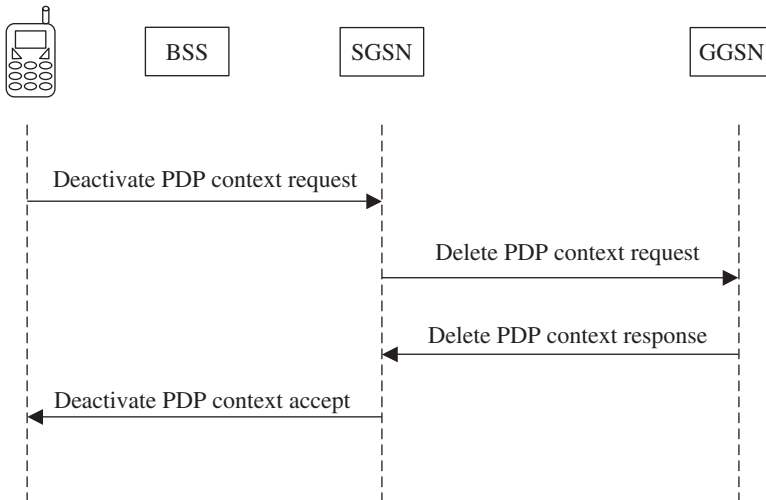 BSS
SGSN
GGSN
Deactivate PDP context request
Delete PDP context request
Delete PDP context response
Deactivate PDP context accept